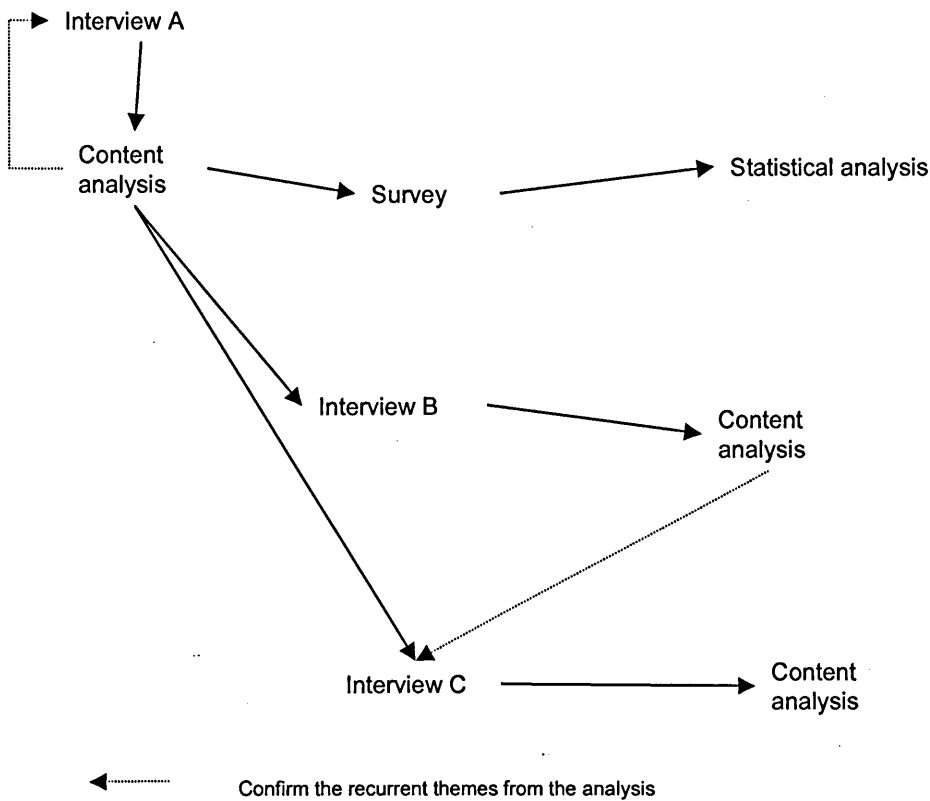 Interview A
Content
analysis
Survey
Statistical analysis
Interview B
Content
analysis
Interview C
Content
analysis
Confirm the recurrent themes from the analysis